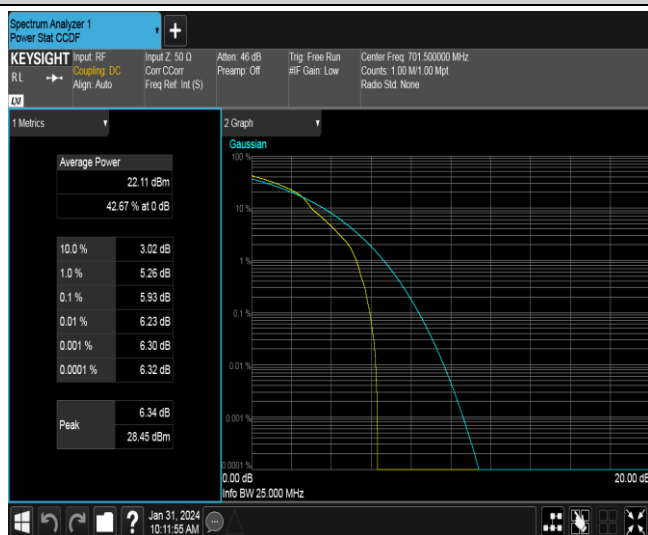 Spectrum Analyzer 1
Power Stat CCDF
+
KEYSIGHT
RL
LXI
Input: RF
Coupling: DC
Align: Auto
Input Z: 50 Ω
Corr CCorr
Freq Ref: Int (S)
Atten: 46 dB
Preamp: Off
Trig: Free Run
#IF Gain: Low
Center Freq: 701.500000 MHz
Counts: 1.00 M/1.00 Mpt
Radio Std: None
1 Metrics
Average Power
22.11 dBm
42.67 % at 0 dB
10.0 % 3.02 dB
1.0 % 5.26 dB
0.1 % 5.93 dB
0.01 % 6.23 dB
0.001 % 6.30 dB
0.0001 % 6.32 dB
Peak
6.34 dB
28.45 dBm
2 Graph
Gaussian
100 %
10 %
1 %
0.1 %
0.01 %
0.001 %
0.0001 %
0.00 dB
20.00 dB
Info BW 25.000 MHz
?
Jan 31, 2024
10:11:55 AM